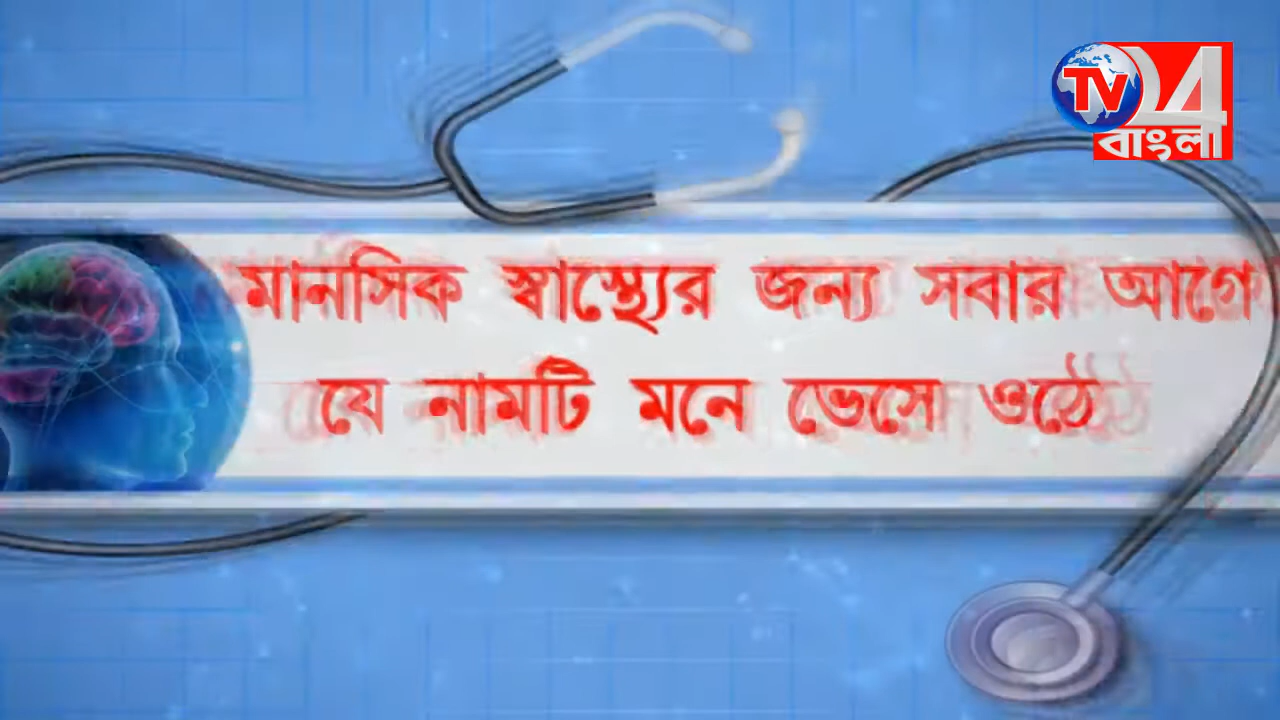 TV 24
বাংলা
মানসিক স্বাস্থ্যের জন্য সবার আগে
যে নামটি মনে ভেসে ওঠে